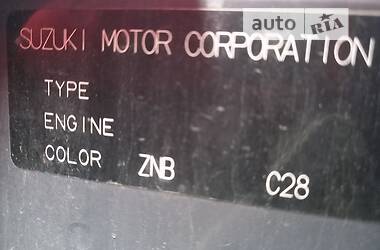 auto RIA
SUZUKI MOTOR CORPORATION
TYPE
ENGINE
COLOR ZNB C28